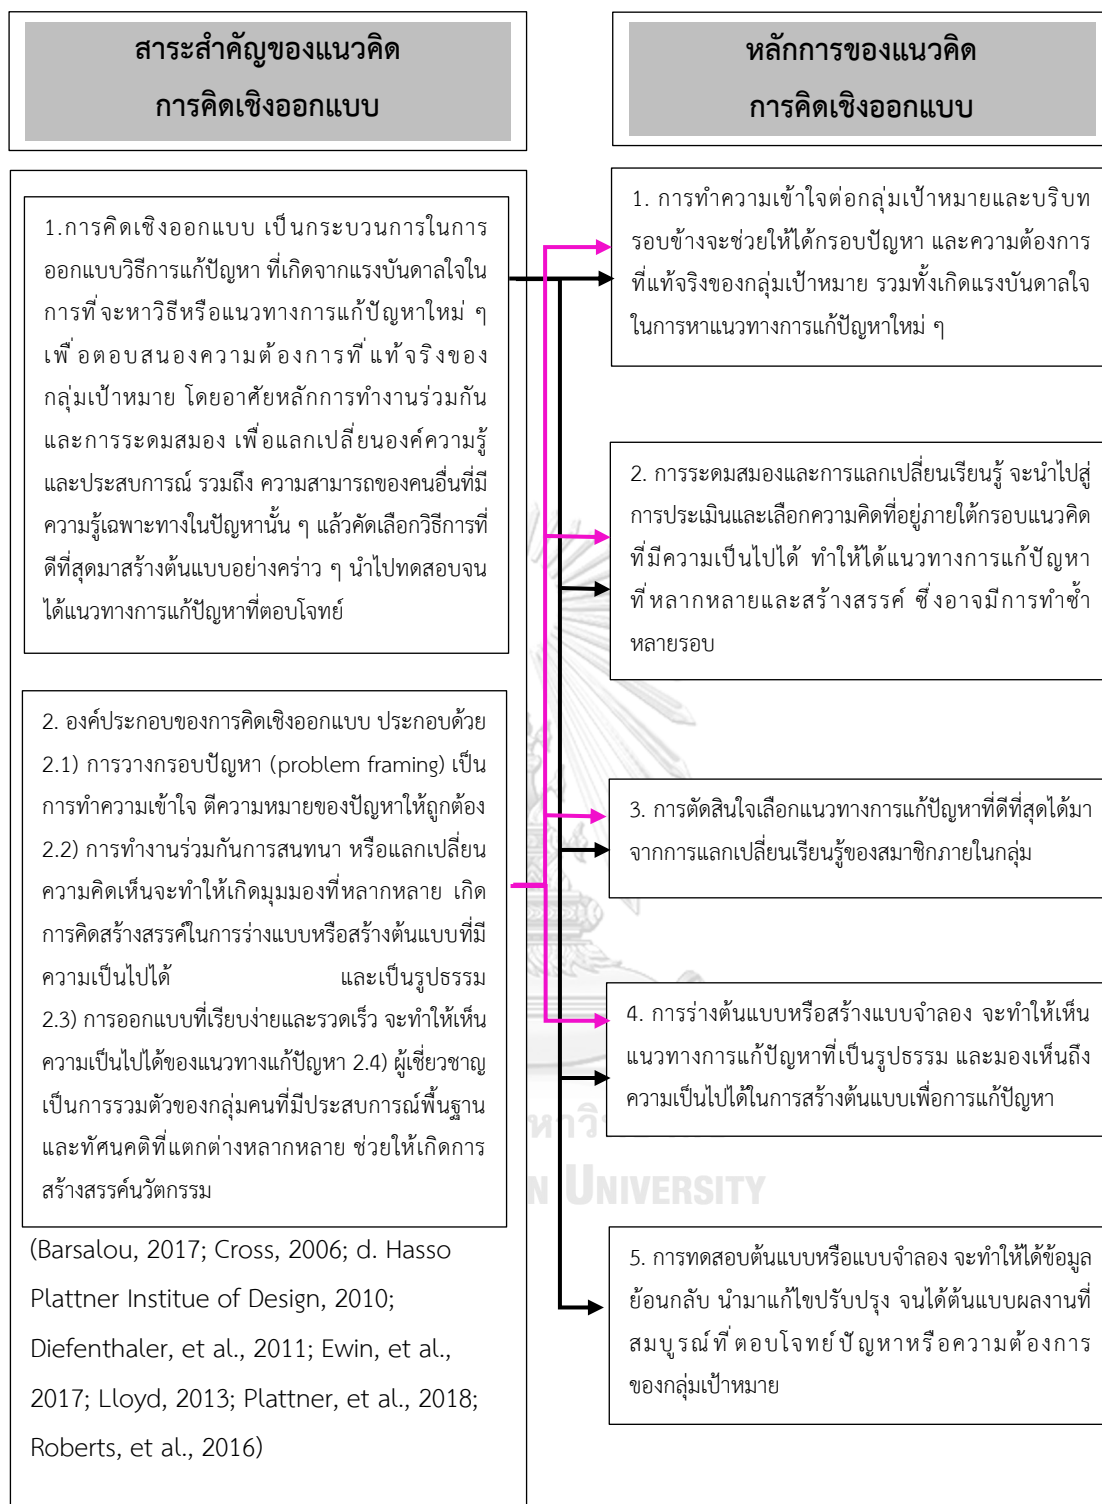 สาระสำคัญของแนวคิด
การคิดเชิงออกแบบ
หลักการของแนวคิด
การคิดเชิงออกแบบ
1.การคิดเชิงออกแบบ เป็นกระบวนการในการ
ออกแบบวิธีการแก้ปัญหา ที่เกิดจากแรงบันดาลใจใน
การที่จะหาวิธีหรือแนวทางการแก้ปัญหาใหม่ ๆ
เพื่อตอบสนองความต้องการที่แท้จริงของ
กลุ่มเป้าหมาย โดยอาศัยหลักการทำงานร่วมกัน
และการระดมสมอง เพื่อแลกเปลี่ยนองค์ความรู้
และประสบการณ์ รวมถึง ความสามารถของคนอื่นที่มี
ความรู้เฉพาะทางในปัญหานั้น ๆ แล้วคัดเลือกวิธีการที่
ดีที่สุดมาสร้างต้นแบบอย่างคร่าว ๆ นำไปทดสอบจน
ได้แนวทางการแก้ปัญหาที่ตอบโจทย์
2. องค์ประกอบของการคิดเชิงออกแบบ ประกอบด้วย
2.1) การวางกรอบปัญหา (problem framing) เป็น
การทำความเข้าใจ ตีความหมายของปัญหาให้ถูกต้อง
2.2) การทำงานร่วมกันการสนทนา หรือแลกเปลี่ยน
ความคิดเห็นจะทำให้เกิดมุมมองที่หลากหลาย เกิด
การคิดสร้างสรรค์ในการร่างแบบหรือสร้างต้นแบบที่มี
ความเป็นไปได้ และเป็นรูปธรรม
2.3) การออกแบบที่เรียบง่ายและรวดเร็ว จะทำให้เห็น
ความเป็นไปได้ของแนวทางแก้ปัญหา 2.4) ผู้เชี่ยวชาญ
เป็นการรวมตัวของกลุ่มคนที่มีประสบการณ์พื้นฐาน
และทัศนคติที่แตกต่างหลากหลาย ช่วยให้เกิดการ
สร้างสรรค์นวัตกรรม
(Barsalou, 2017; Cross, 2006; d. Hasso
Plattner Institue of Design, 2010;
Diefenthaler, et al., 2011; Ewin, et al.,
2017; Lloyd, 2013; Plattner, et al., 2018;
Roberts, et al., 2016)
1. การทำความเข้าใจต่อกลุ่มเป้าหมายและบริบท
รอบข้างจะช่วยให้ได้กรอบปัญหา และความต้องการ
ที่แท้จริงของกลุ่มเป้าหมาย รวมทั้งเกิดแรงบันดาลใจ
ในการหาแนวทางการแก้ปัญหาใหม่ ๆ
2. การระดมสมองและการแลกเปลี่ยนเรียนรู้ จะนำไปสู่
การประเมินและเลือกความคิดที่อยู่ภายใต้กรอบแนวคิด
ที่มีความเป็นไปได้ ทำให้ได้แนวทางการแก้ปัญหา
ที่หลากหลายและสร้างสรรค์ ซึ่งอาจมีการทำซ้ำ
หลายรอบ
3. การตัดสินใจเลือกแนวทางการแก้ปัญหาที่ดีที่สุดได้มา
จากการแลกเปลี่ยนเรียนรู้ของสมาชิกภายในกลุ่ม
4. การร่างต้นแบบหรือสร้างแบบจำลอง จะทำให้เห็น
แนวทางการแก้ปัญหาที่เป็นรูปธรรม และมองเห็นถึง
ความเป็นไปได้ในการสร้างต้นแบบเพื่อการแก้ปัญหา
UNIVERSITY
5. การทดสอบต้นแบบหรือแบบจำลอง จะทำให้ได้ข้อมูล
ย้อนกลับ นำมาแก้ไขปรับปรุง จนได้ต้นแบบผลงานที่
สมบูรณ์ที่ตอบโจทย์ปัญหาหรือความต้องการ
ของกลุ่มเป้าหมาย